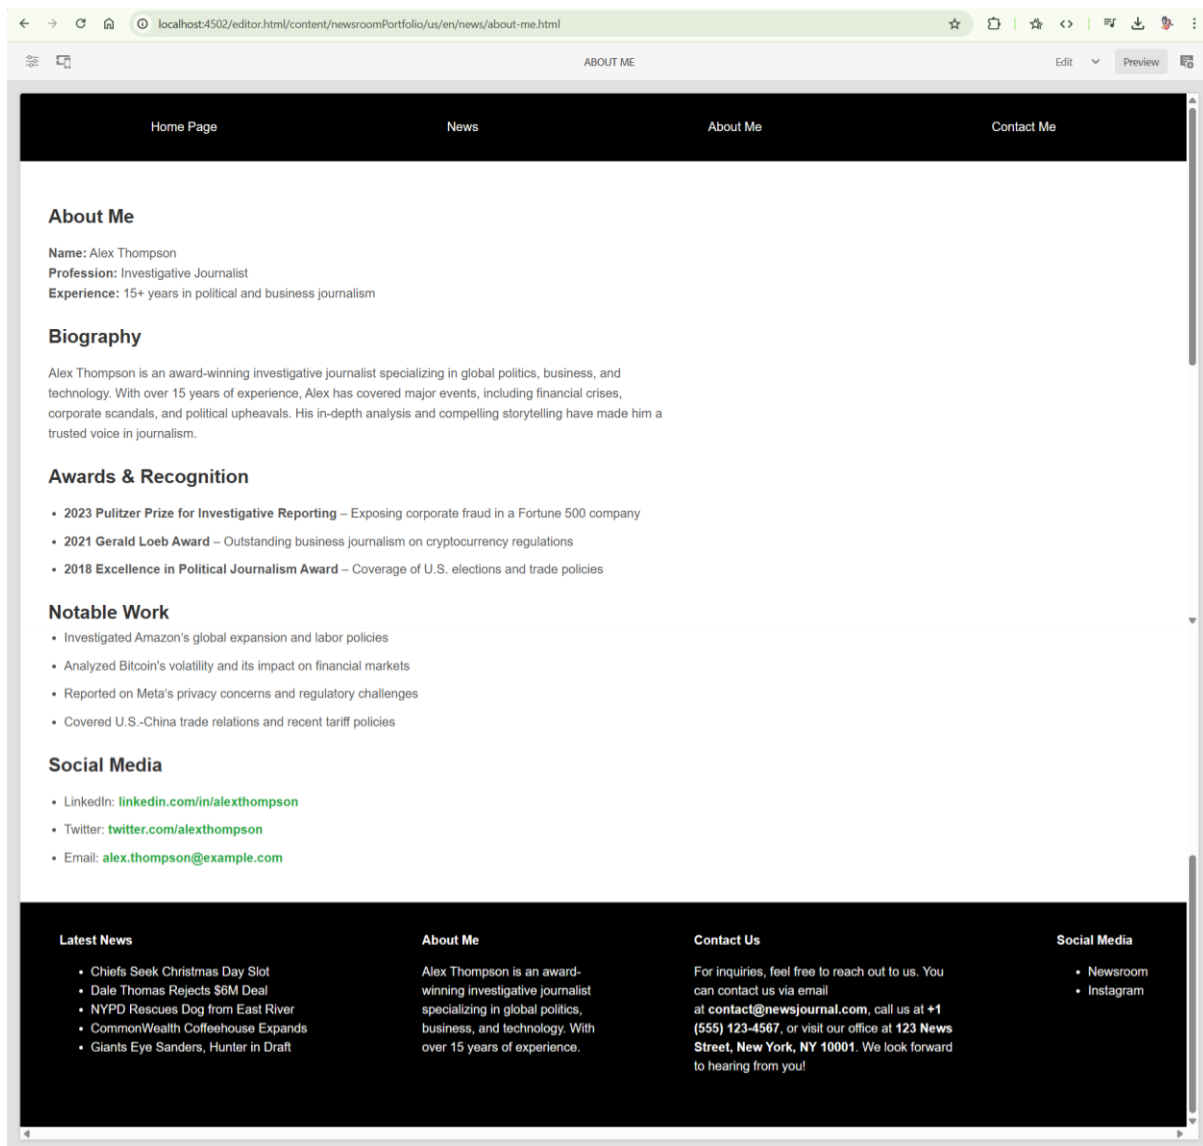 localhost:4502/editor.html/content/newsroomPortfolio/us/en/news/about-me.html
ABOUT ME
Edit
Preview
Home Page
News
About Me
Contact Me
About Me
Name: Alex Thompson
Profession: Investigative Journalist
Experience: 15+ years in political and business journalism
Biography
Alex Thompson is an award-winning investigative journalist specializing in global politics, business, and
technology. With over 15 years of experience, Alex has covered major events, including financial crises,
corporate scandals, and political upheavals. His in-depth analysis and compelling storytelling have made him a
trusted voice in journalism.
Awards & Recognition
• 2023 Pulitzer Prize for Investigative Reporting – Exposing corporate fraud in a Fortune 500 company
• 2021 Gerald Loeb Award – Outstanding business journalism on cryptocurrency regulations
• 2018 Excellence in Political Journalism Award – Coverage of U.S. elections and trade policies
Notable Work
• Investigated Amazon's global expansion and labor policies
• Analyzed Bitcoin's volatility and its impact on financial markets
• Reported on Meta's privacy concerns and regulatory challenges
• Covered U.S.-China trade relations and recent tariff policies
Social Media
• LinkedIn: linkedin.com/in/alexthompson
• Twitter: twitter.com/alexthompson
• Email: alex.thompson@example.com
Latest News
• Chiefs Seek Christmas Day Slot
• Dale Thomas Rejects $6M Deal
• NYPD Rescues Dog from East River
• CommonWealth Coffeehouse Expands
• Giants Eye Sanders, Hunter in Draft
About Me
Alex Thompson is an award-
winning investigative journalist
specializing in global politics,
business, and technology. With
over 15 years of experience.
Contact Us
For inquiries, feel free to reach out to us. You
can contact us via email
at contact@newsjournal.com, call us at +1
(555) 123-4567, or visit our office at 123 News
Street, New York, NY 10001. We look forward
to hearing from you!
Social Media
• Newsroom
• Instagram